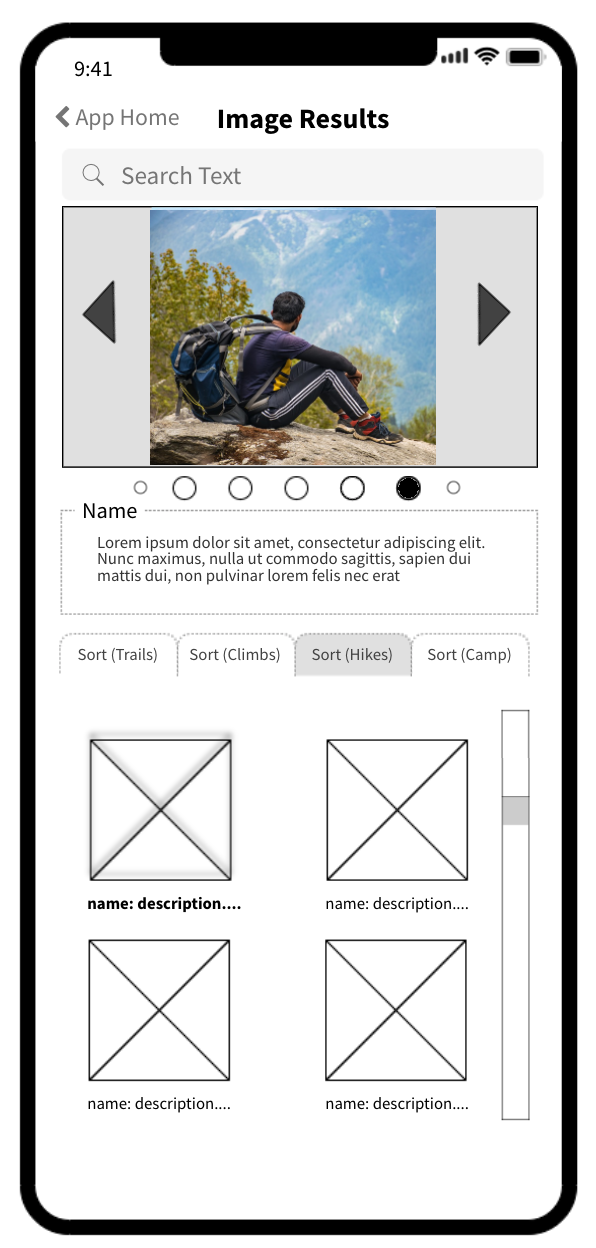 9:41
App Home
Image Results
Search Text
Name
Lorem ipsum dolor sit amet, consectetur adipiscing elit.
Nunc maximus, nulla ut commodo sagittis, sapien dui
mattis dui, non pulvinar lorem felis nec erat
Sort (Trails) Sort (Climbs) Sort (Hikes) Sort (Camp)
name: description.... name: description....
name: description.... name: description....